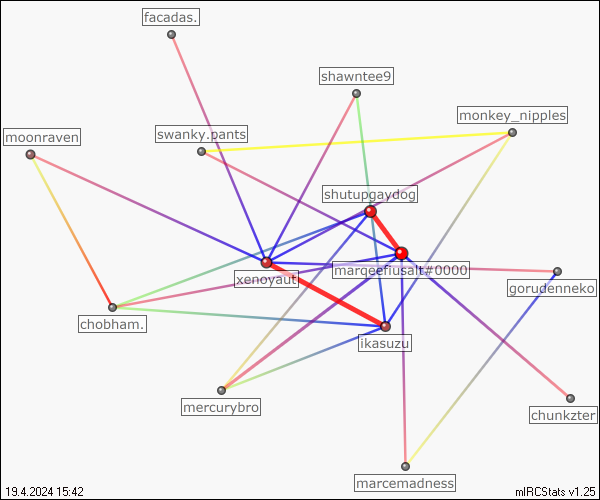 facadas.
shawntee9
monkey_nipples
swanky.pants
moonraven
shutupgaydog
marqeefiusalt#0000
xenoyaut
gorudenneko
chobham.
ikasuzu
mercurybro
chunkzter
marcemadness
19.4.2024 15:42
mIRCStats v1.25